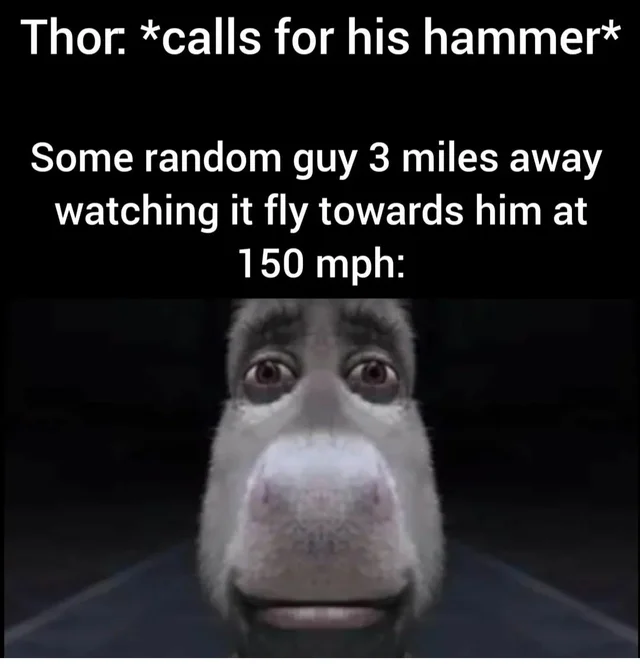 Thor: *calls for his hammer*
Some random guy 3 miles away
watching it fly towards him at
150 mph: